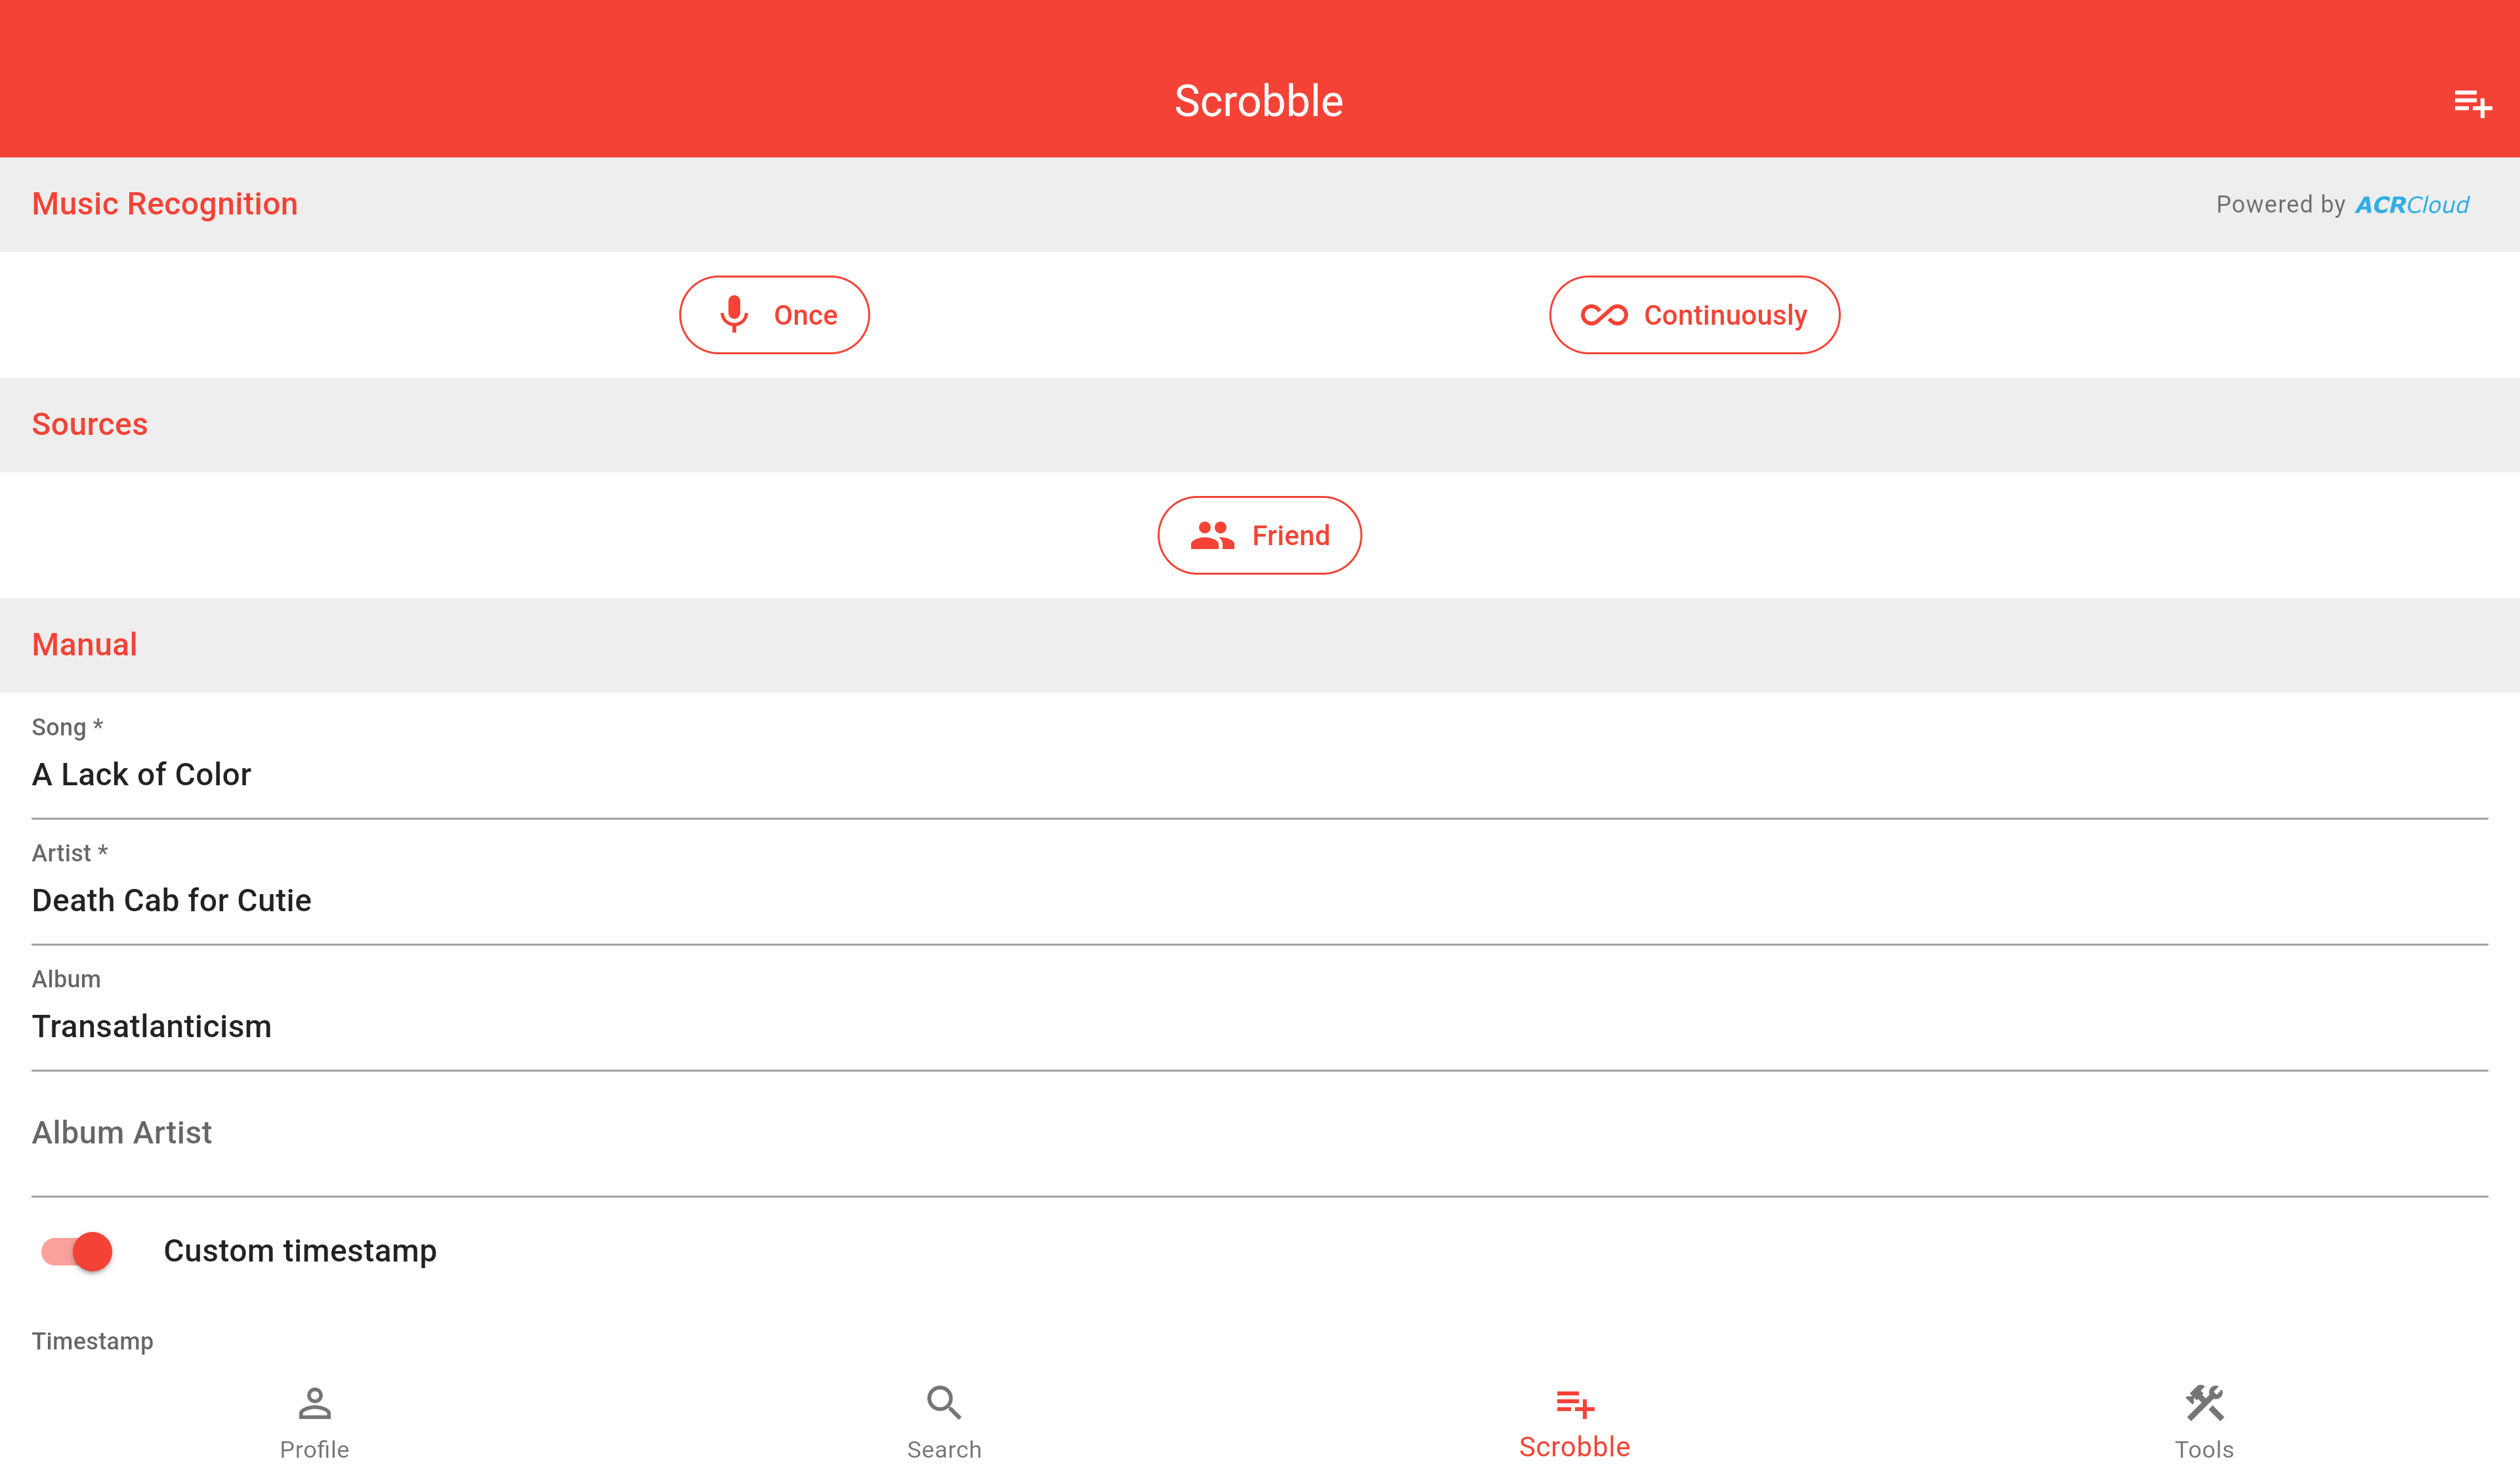 Scrobble
Music Recognition
Powered by ACRCloud
Once
Continuously
Sources
Friend
Manual
Song *
A Lack of Color
Artist *
Death Cab for Cutie
Album
Transatlanticism
Album Artist
Custom timestamp
Timestamp
Profile
Search
Scrobble
Tools